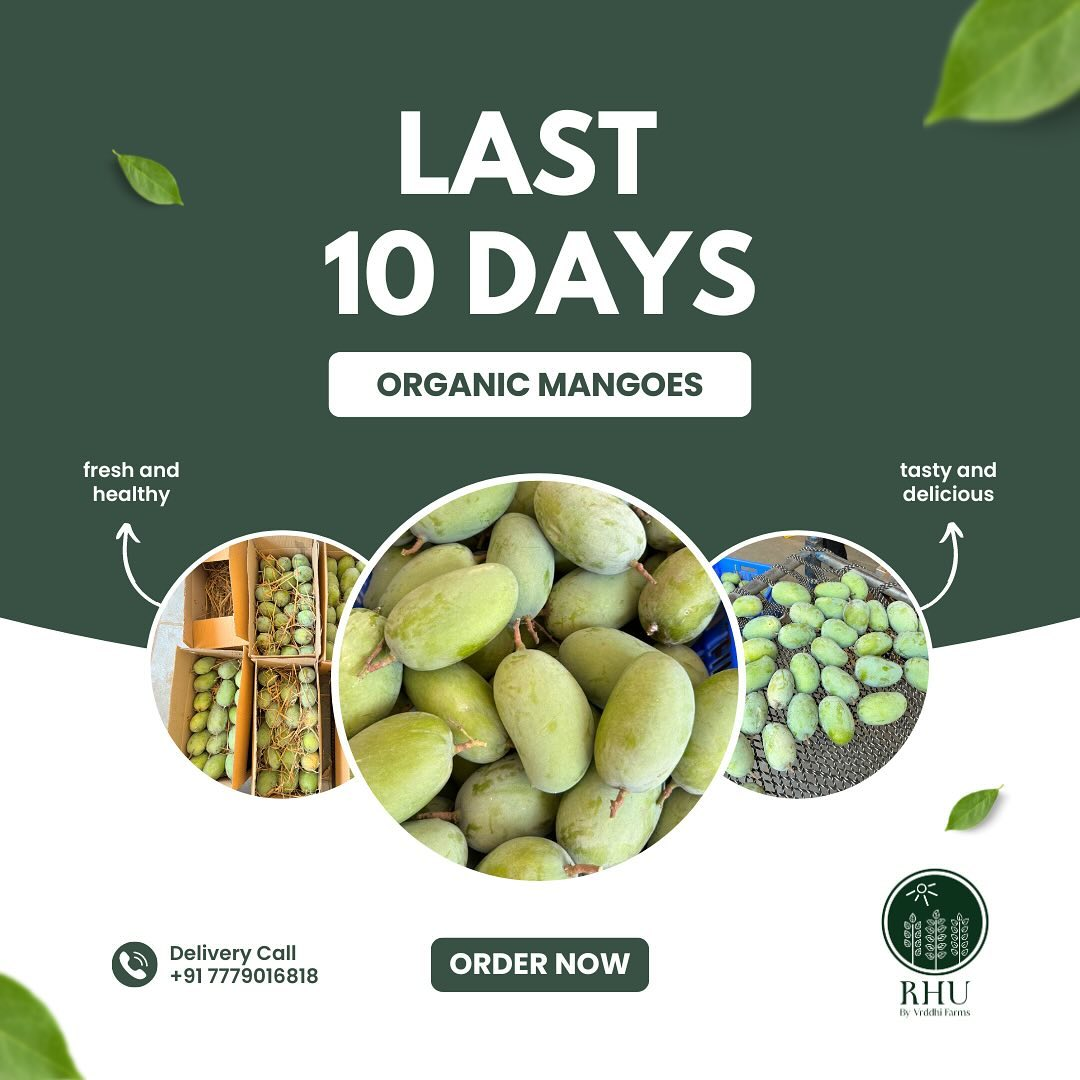 LAST
10 DAYS
ORGANIC MANGOES
fresh and
healthy
tasty and
delicious
Delivery Call
+91 7779016818
ORDER NOW
RHU
By Vrddhi Farms